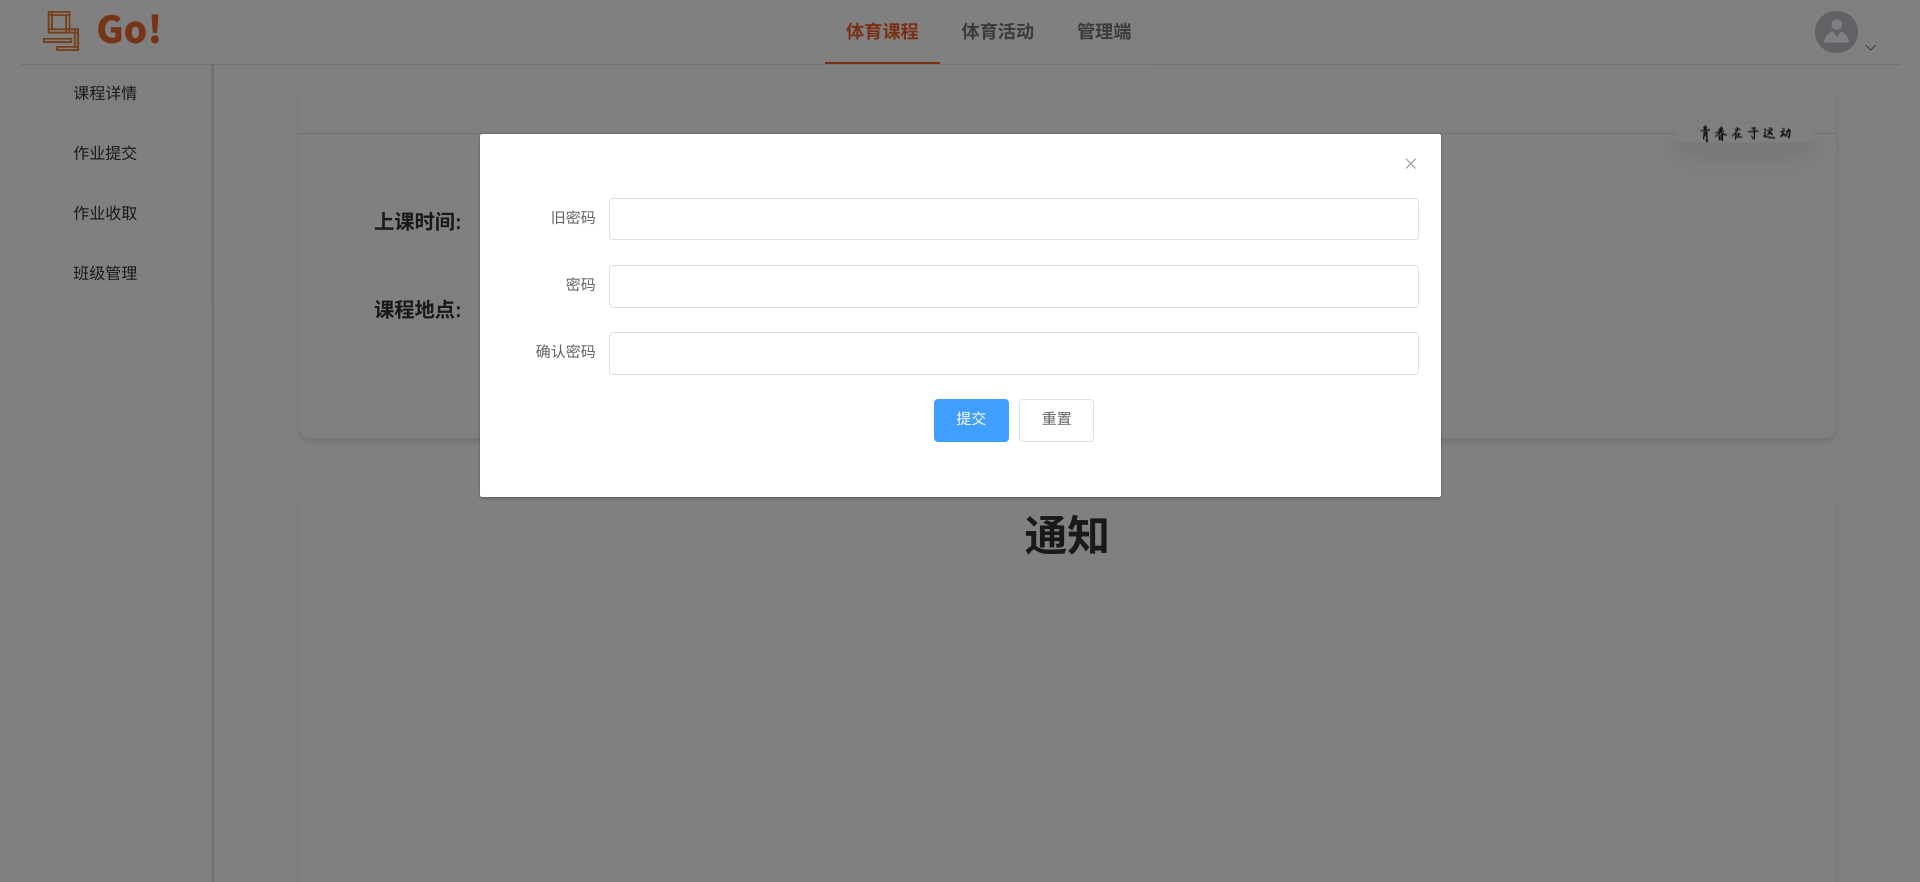 Go!
体育课程
体育活动
管理端
课程详情
作业提交
作业收取
班级管理
青春在于运动
上课时间:
课程地点:
旧密码
密码
确认密码
提交
重置
通知